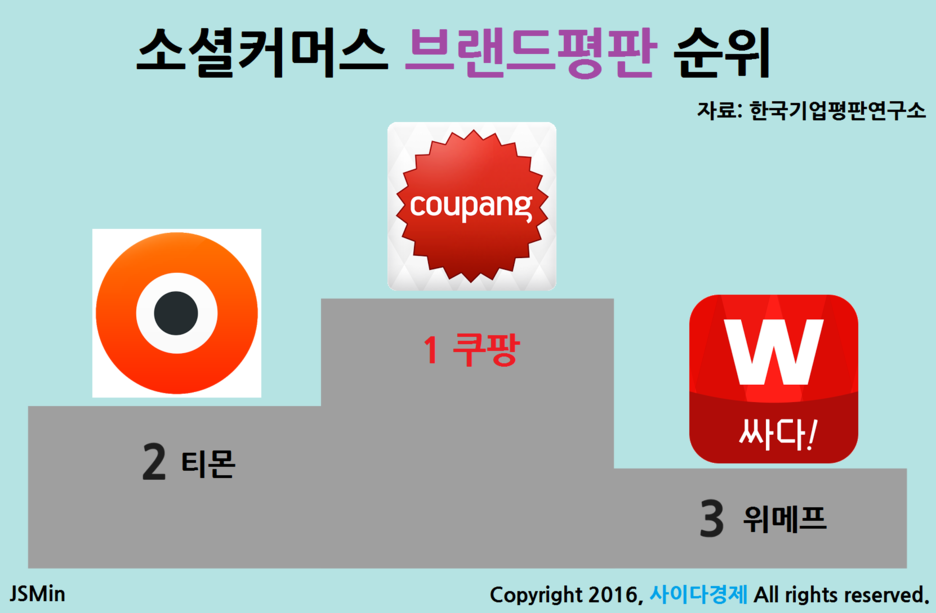 소셜커머스 브랜드평판 순위
자료: 한국기업평판연구소
coupang
1 쿠팡
W
싸다!
2 티몬
3 위메프
JSMin
Copyright 2016, 사이다경제 All rights reserved.